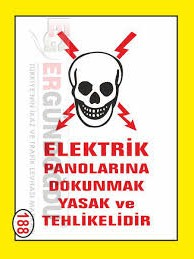 ELEKTRİK
PANOLARINA
DOKUNMAK
YASAK ve
TEHLİKELİDİR
188